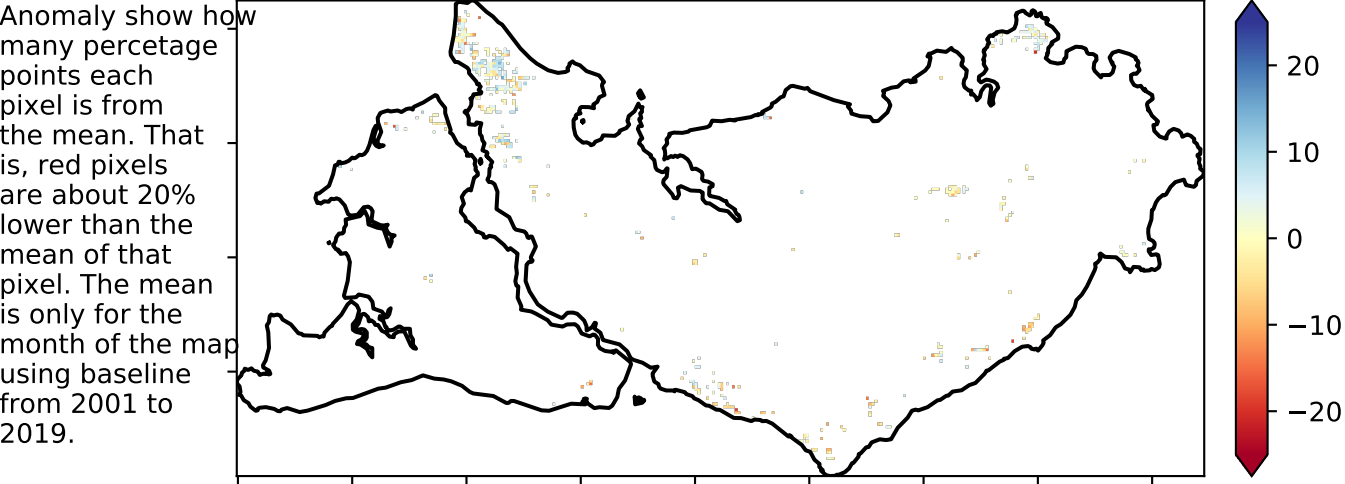 Anomaly show how
many percetage
points each
pixel is from
the mean. That
is, red pixels
are about 20%
lower than the
mean of that
pixel. The mean
is only for the
month of the map
using baseline
from 2001 to
2019.
20
10
0
−10
−20